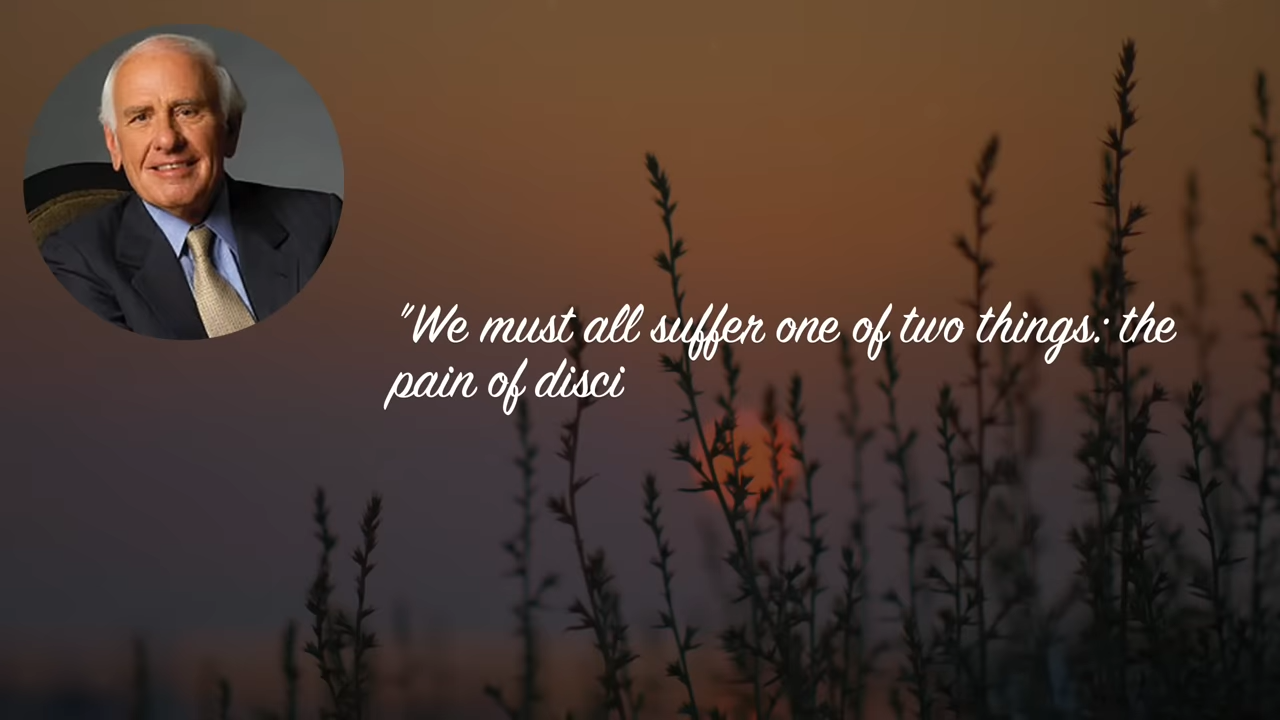 "We must all suffer one of two things.: the
pain of disci